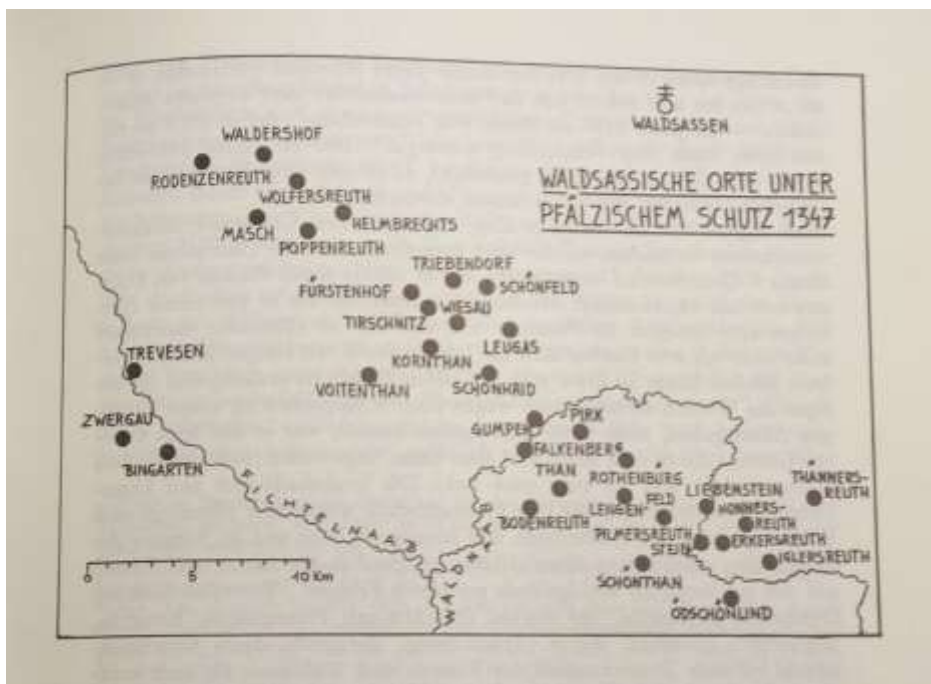 WALDSASSEN
WALDSASSISCHE ORTE UNTER
PFÄLZISCHEM SCHUTZ 1347
WALDERSHOF
RODENZENREUTH
WOLFERSREUTH
MASCH
HELMBRECHTS
POPPENREUTH
TRIEBENDORF
FÜRSTENHOF
SCHÖNFELD
WIESAU
TIRSCHNITZ
LEUGAS
KORNTHAN
TREVESEN
VOITENTHAN
SCHÖNHAID
ZWERGAU
GUMPEN
PIRK
BINGARTEN
FALKENBERG
THAN
ROTHENBURG
THANNERS-
REUTH
LIEBENSTEIN
LENGEN-
FELD
HONNERS-
REUTH
BODENREUTH
PILMERSREUTH
STEIN
ERKERSREUTH
IGLERSREUTH
SCHÖNTHAN
ÖDSCHÖNLIND
FICHTELNAAB
WALDNAAB
0 5 10 Km